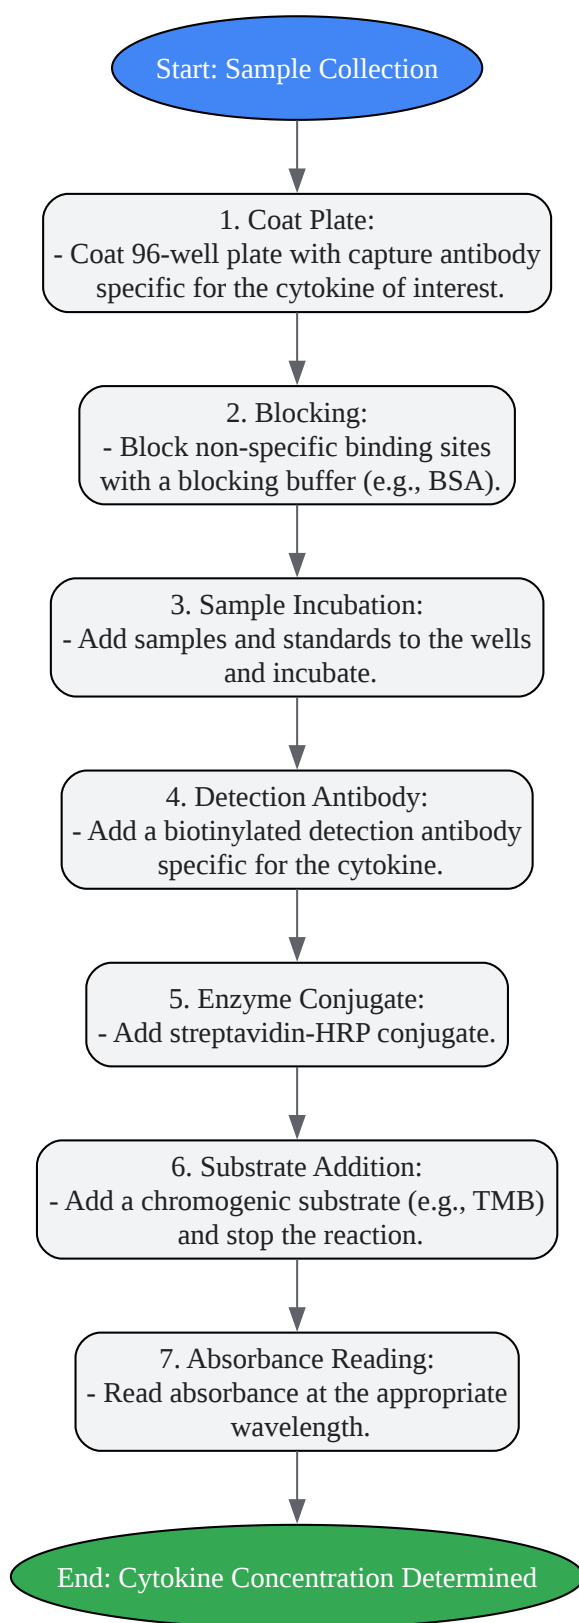 Start: Sample Collection
1. Coat Plate:
- Coat 96-well plate with capture antibody
specific for the cytokine of interest.
2. Blocking:
- Block non-specific binding sites
with a blocking buffer (e.g., BSA).
3. Sample Incubation:
- Add samples and standards to the wells
and incubate.
4. Detection Antibody:
- Add a biotinylated detection antibody
specific for the cytokine.
5. Enzyme Conjugate:
- Add streptavidin-HRP conjugate.
6. Substrate Addition:
- Add a chromogenic substrate (e.g., TMB)
and stop the reaction.
7. Absorbance Reading:
- Read absorbance at the appropriate
wavelength.
End: Cytokine Concentration Determined